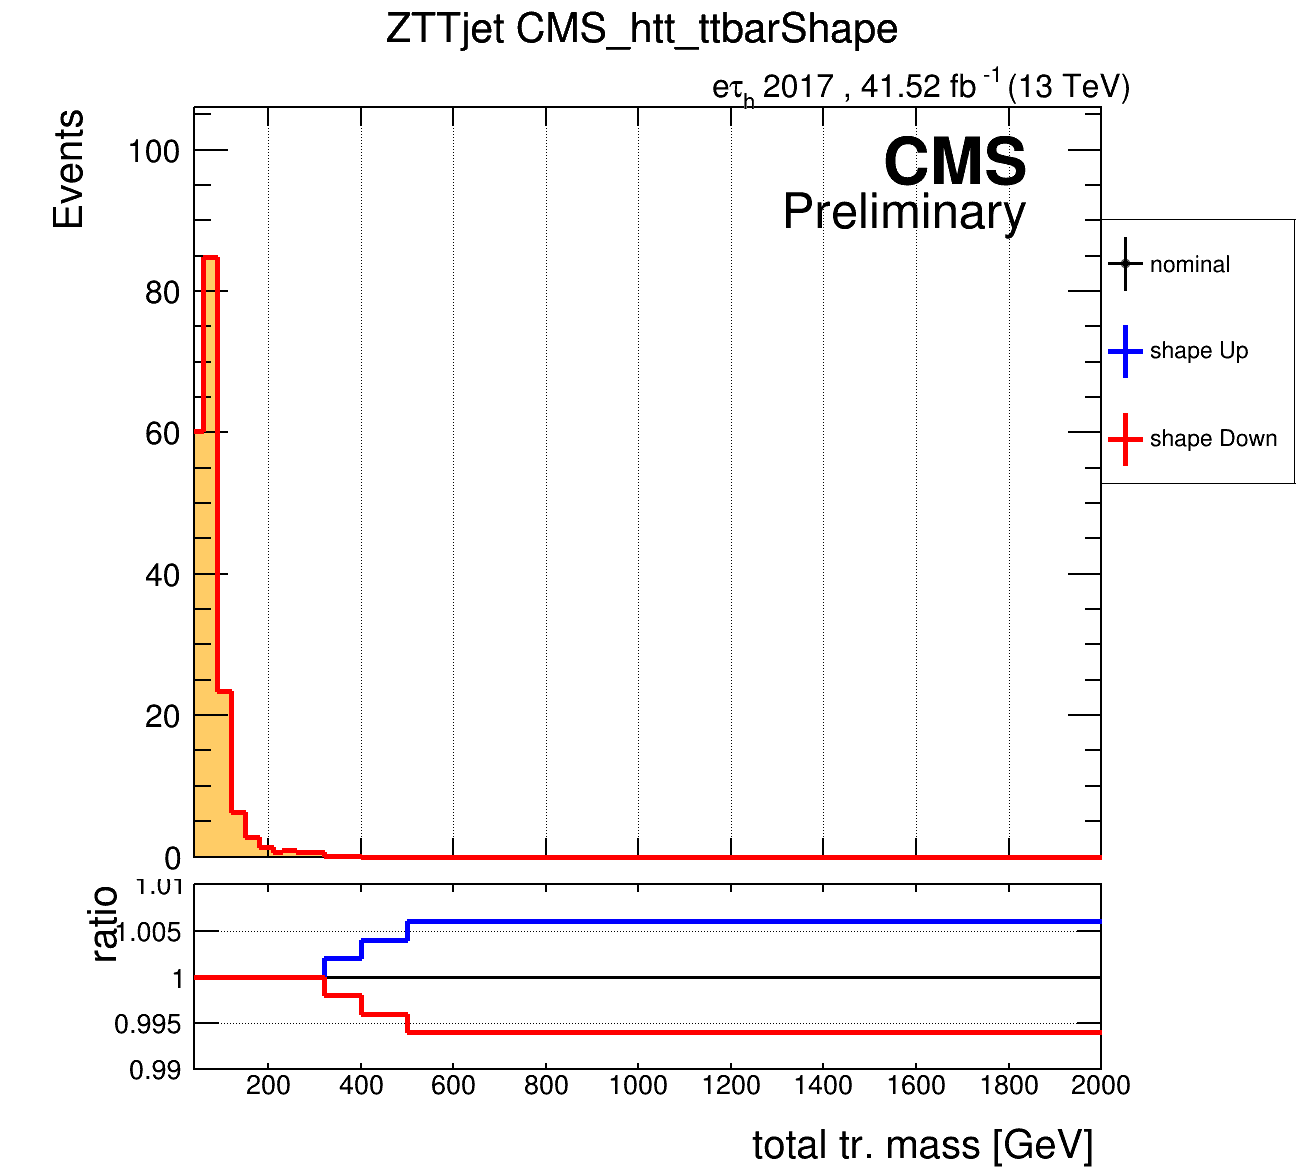 ZTTjet CMS_htt_ttbarShape
eτh 2017 , 41.52 fb -1 (13 TeV)
Events
100
80
60
40
20
0
CMS
Preliminary
nominal
shape Up
shape Down
ratio
1.01
1.005
1
0.995
0.99
200 400 600 800 1000 1200 1400 1600 1800 2000
total tr. mass [GeV]